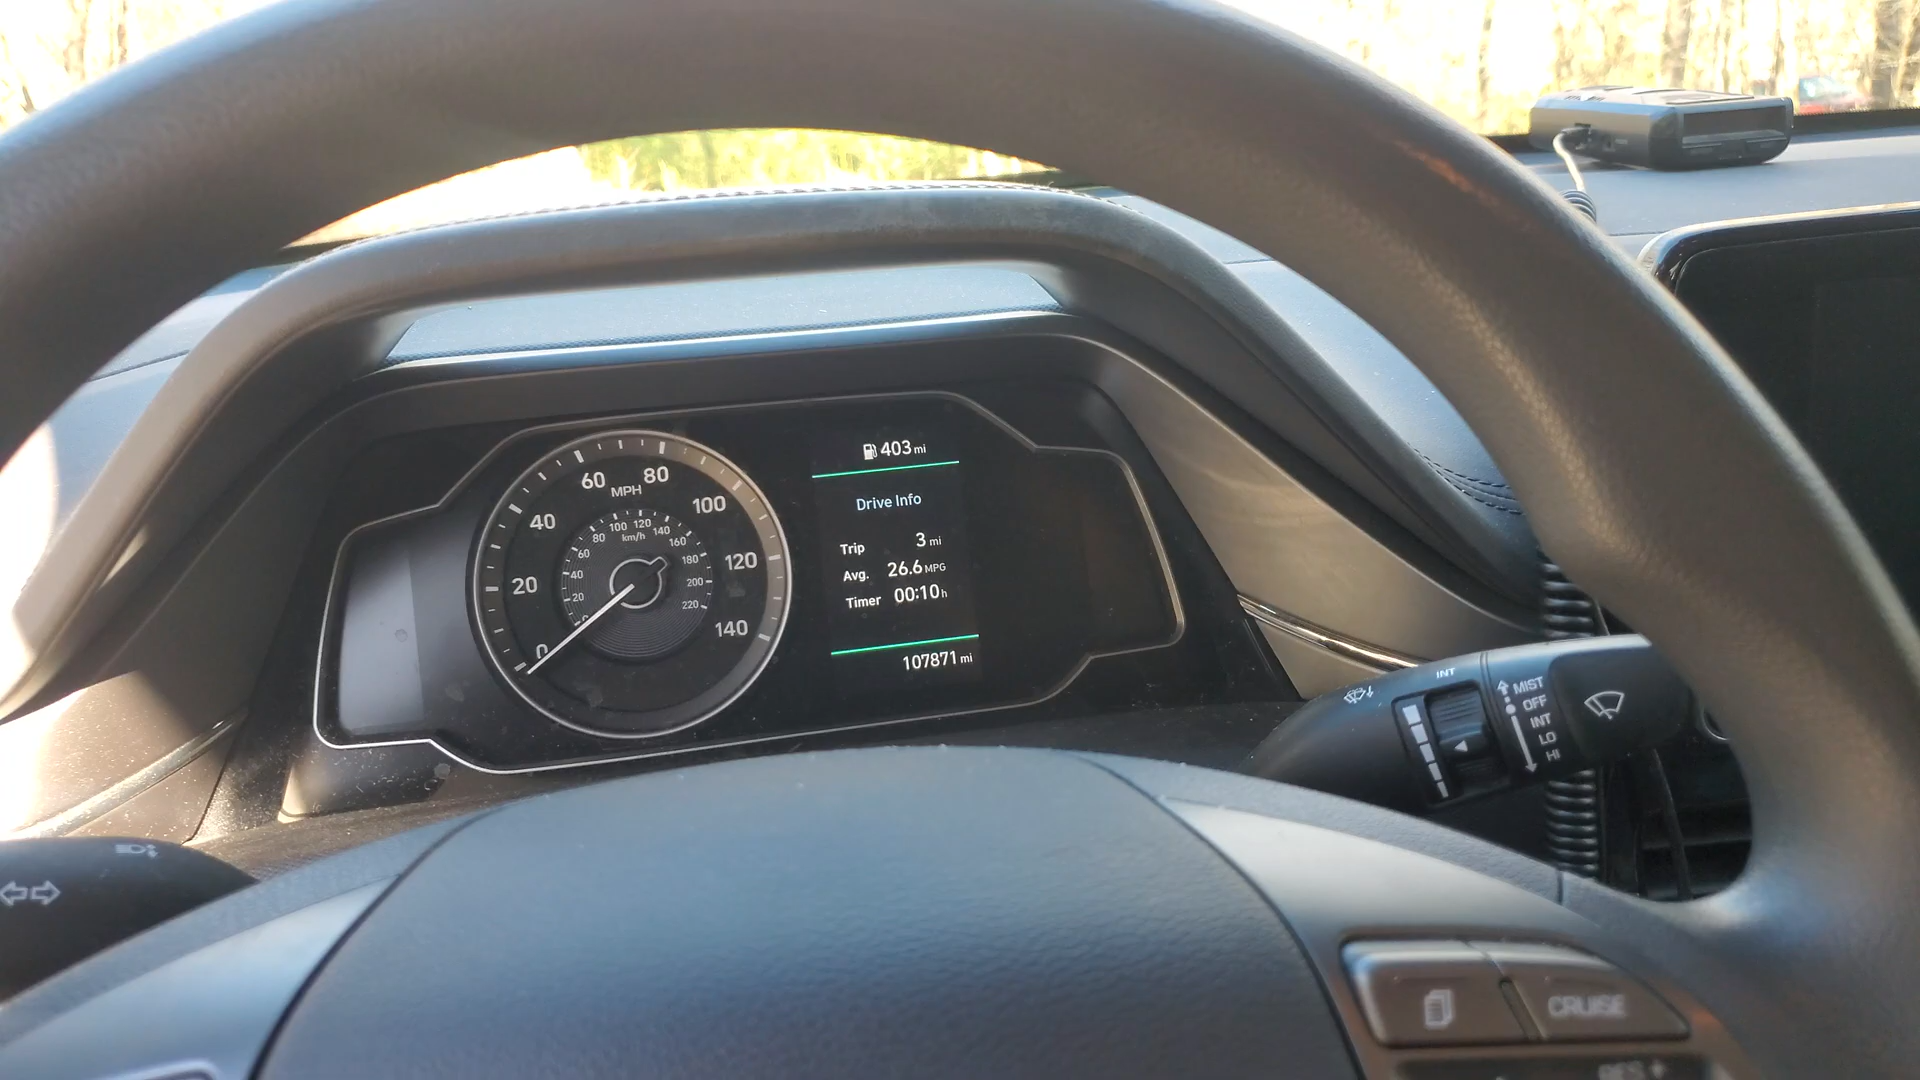 403 mi
Drive Info
Trip 3 mi
Avg. 26.6 MPG
Timer 00:10 h
107871 mi
0 20 40 60 80 100 120 140
MPH
20 40 60 80 100 120 140 160 180 200 220
km/h
INT
MIST
OFF
INT
LO
HI
CRUISE
RES +